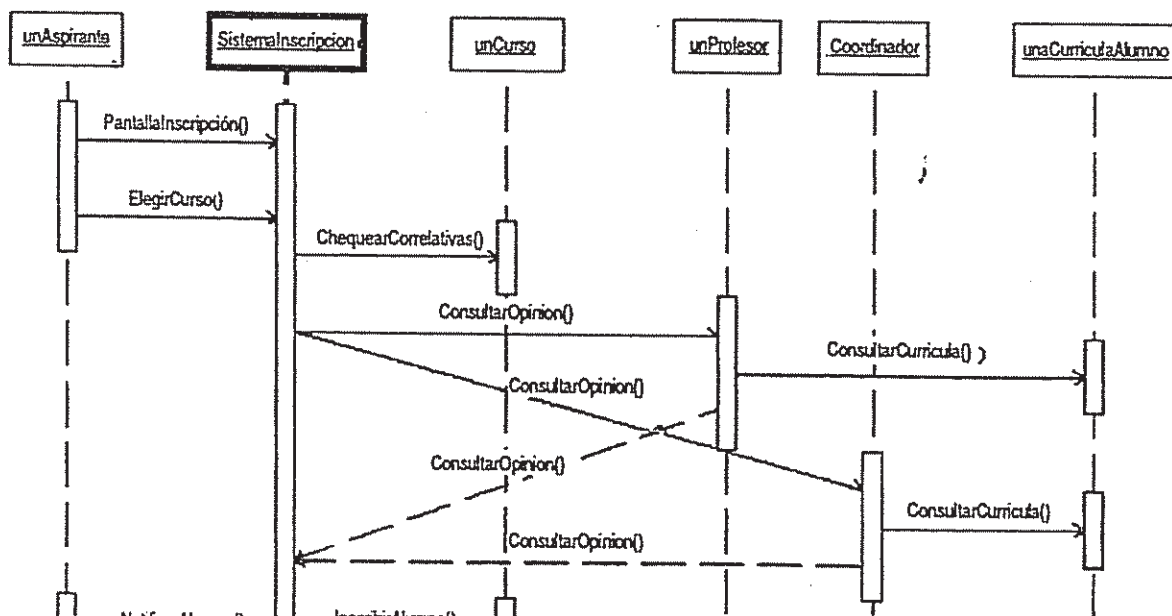 unAspirante
SistemaInscripcion
unCurso
unProfesor
Coordinador
unaCurriculaAlumno
PantallaInscripción()
ElegirCurso()
ChequearCorrelativas()
ConsultarOpinion()
ConsultarCurricula()
ConsultarOpinion()
ConsultarOpinion()
ConsultarCurricula()
ConsultarOpinion()